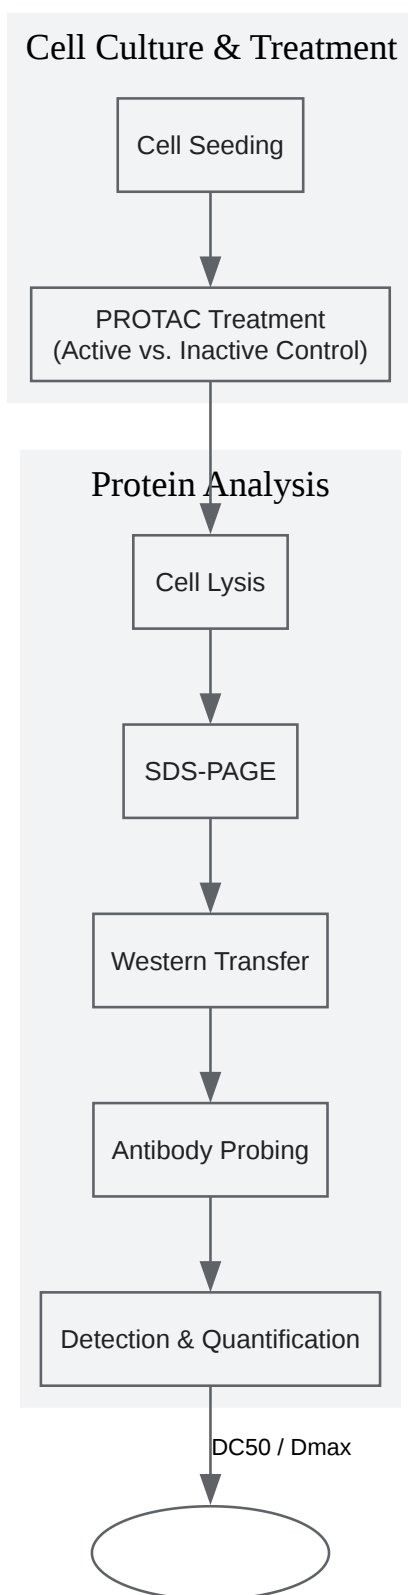 Cell Culture & Treatment
Cell Seeding
PROTAC Treatment
(Active vs. Inactive Control)
Protein Analysis
Cell Lysis
SDS-PAGE
Western Transfer
Antibody Probing
Detection & Quantification
DC50 / Dmax